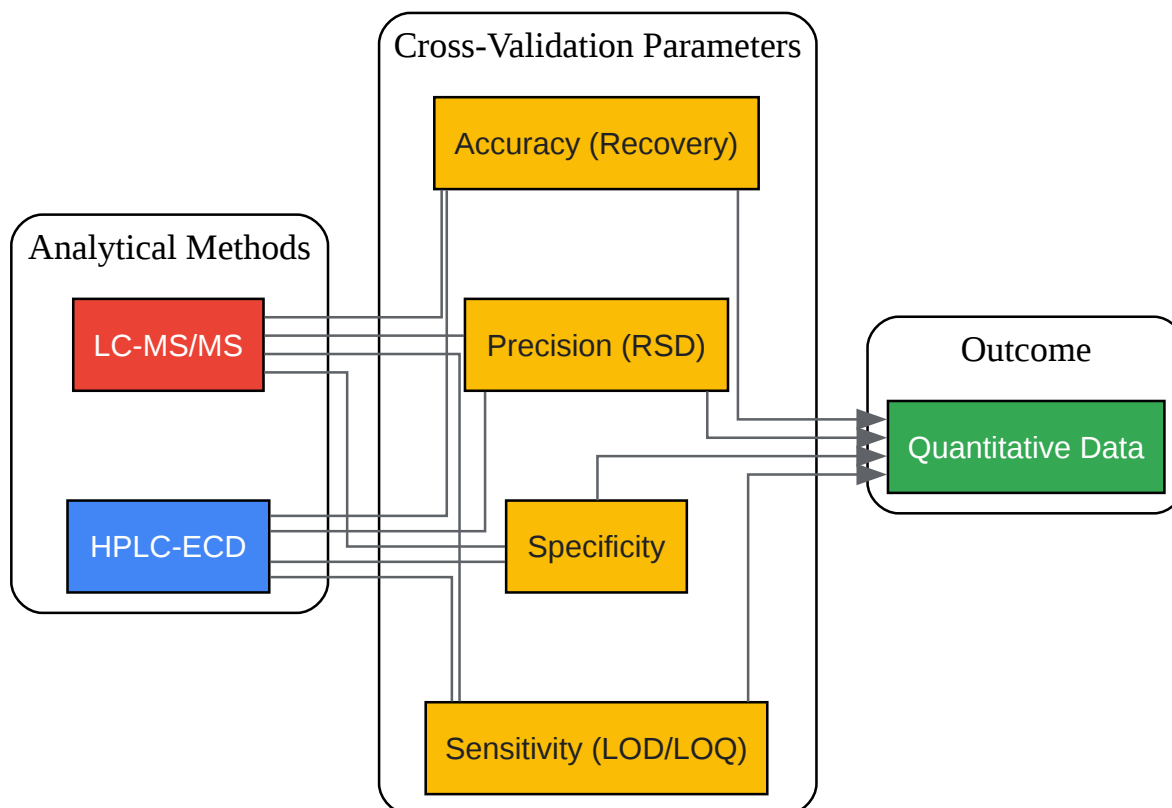 Cross-Validation Parameters
Accuracy (Recovery)
Analytical Methods
LC-MS/MS
Precision (RSD)
Outcome
Quantitative Data
HPLC-ECD
Specificity
Sensitivity (LOD/LOQ)